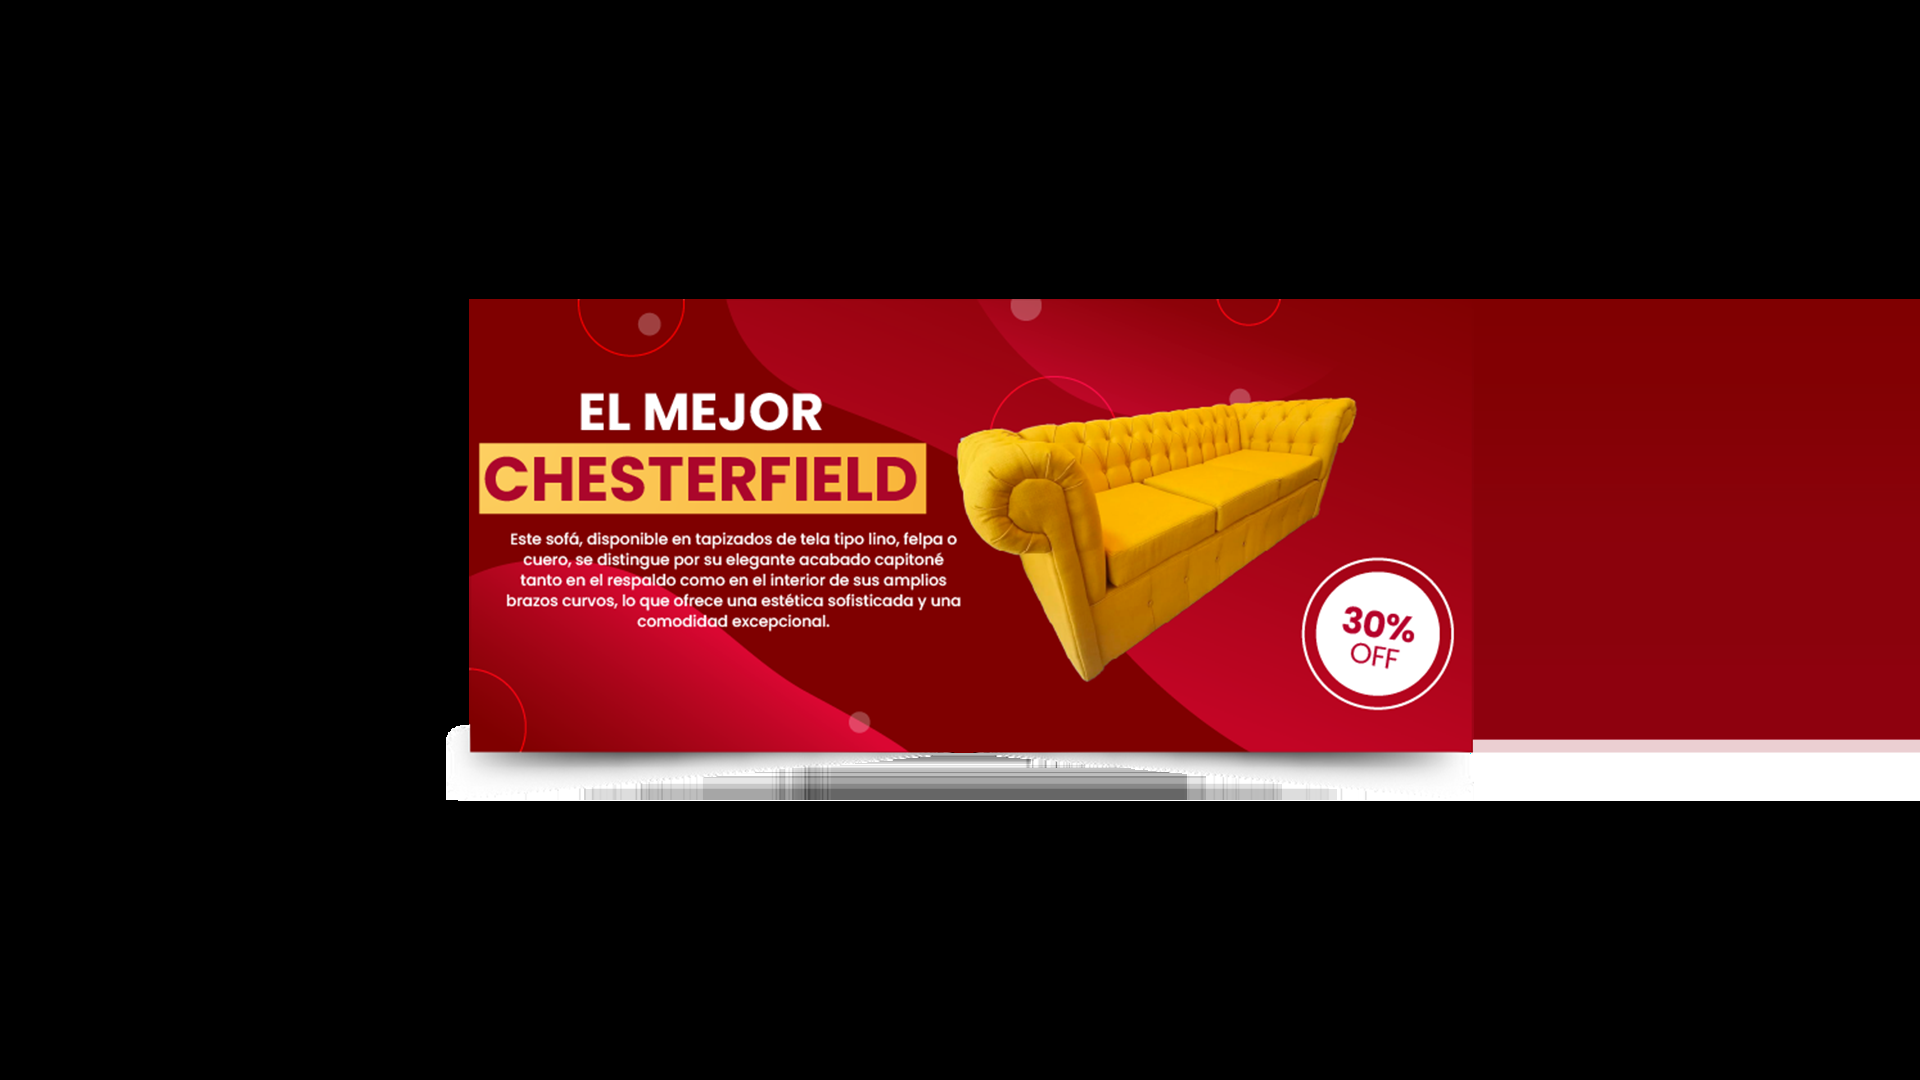 EL MEJOR
CHESTERFIELD
Este sofá, disponible en tapizados de tela tipo lino, felpa o
cuero, se distingue por su elegante acabado capitoné
tanto en el respaldo como en el interior de sus amplios
brazos curvos, lo que ofrece una estética sofisticada y una
comodidad excepcional.
30%
OFF